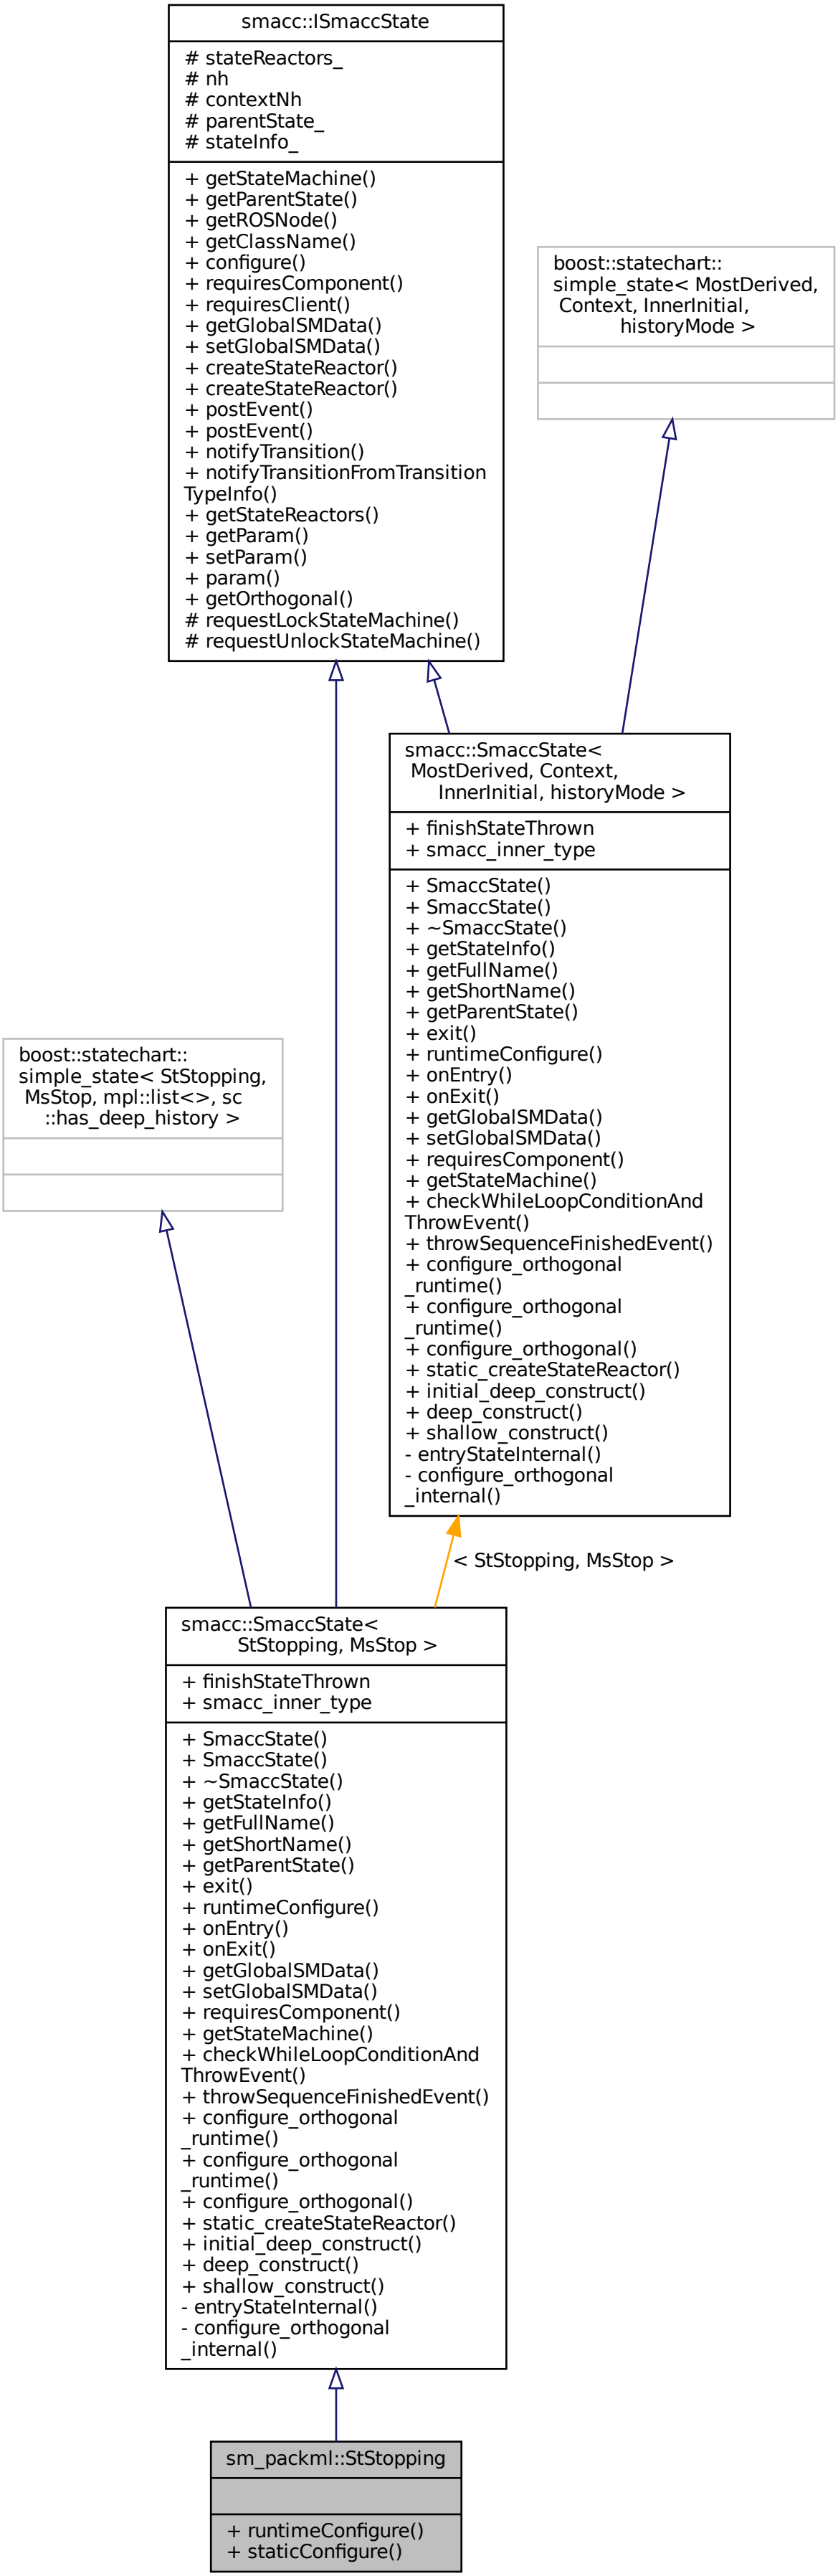 smacc::ISmaccState
# stateReactors_
# nh
# contextNh
# parentState_
# stateInfo_
+ getStateMachine()
+ getParentState()
+ getROSNode()
+ getClassName()
+ configure()
+ requiresComponent()
+ requiresClient()
+ getGlobalSMData()
+ setGlobalSMData()
+ createStateReactor()
+ createStateReactor()
+ postEvent()
+ postEvent()
+ notifyTransition()
+ notifyTransitionFromTransition
TypeInfo()
+ getStateReactors()
+ getParam()
+ setParam()
+ param()
+ getOrthogonal()
# requestLockStateMachine()
# requestUnlockStateMachine()
boost::statechart::
simple_state< MostDerived,
Context, InnerInitial,
historyMode >
smacc::SmaccState<
MostDerived, Context,
InnerInitial, historyMode >
+ finishStateThrown
+ smacc_inner_type
+ SmaccState()
+ SmaccState()
+ ~SmaccState()
+ getStateInfo()
+ getFullName()
+ getShortName()
+ getParentState()
+ exit()
+ runtimeConfigure()
+ onEntry()
+ onExit()
+ getGlobalSMData()
+ setGlobalSMData()
+ requiresComponent()
+ getStateMachine()
+ checkWhileLoopConditionAnd
ThrowEvent()
+ throwSequenceFinishedEvent()
+ configure_orthogonal
_runtime()
+ configure_orthogonal
_runtime()
+ configure_orthogonal()
+ static_createStateReactor()
+ initial_deep_construct()
+ deep_construct()
+ shallow_construct()
- entryStateInternal()
- configure_orthogonal
_internal()
boost::statechart::
simple_state< StStopping,
MsStop, mpl::list<>, sc
::has_deep_history >
< StStopping, MsStop >
smacc::SmaccState<
StStopping, MsStop >
+ finishStateThrown
+ smacc_inner_type
+ SmaccState()
+ SmaccState()
+ ~SmaccState()
+ getStateInfo()
+ getFullName()
+ getShortName()
+ getParentState()
+ exit()
+ runtimeConfigure()
+ onEntry()
+ onExit()
+ getGlobalSMData()
+ setGlobalSMData()
+ requiresComponent()
+ getStateMachine()
+ checkWhileLoopConditionAnd
ThrowEvent()
+ throwSequenceFinishedEvent()
+ configure_orthogonal
_runtime()
+ configure_orthogonal
_runtime()
+ configure_orthogonal()
+ static_createStateReactor()
+ initial_deep_construct()
+ deep_construct()
+ shallow_construct()
- entryStateInternal()
- configure_orthogonal
_internal()
sm_packml::StStopping
+ runtimeConfigure()
+ staticConfigure()